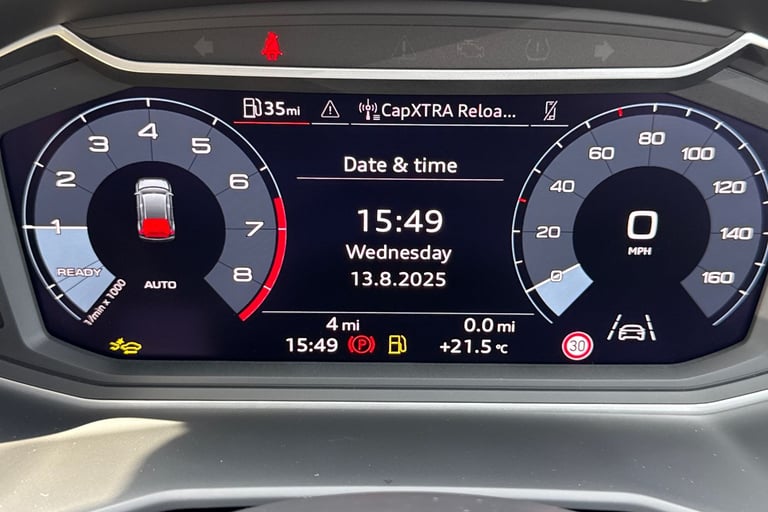 35mi
CapXTRA Reloa...
Date & time
15:49
Wednesday
13.8.2025
1
2
3
4
5
6
7
8
READY
1/min x 1000
AUTO
0
20
40
60
80
100
120
140
160
0
MPH
4 mi
0.0 mi
15:49
P
+21.5 °C
30